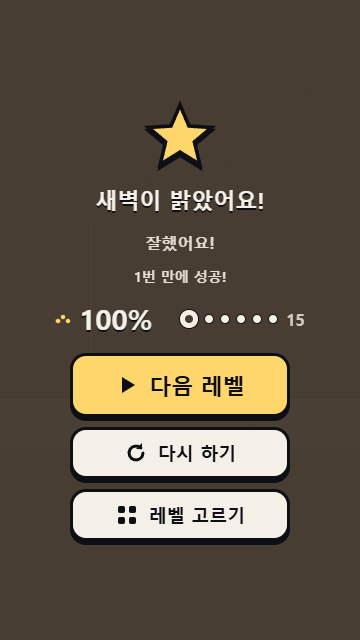 새벽이 밝았어요!
잘했어요!
1번 만에 성공!
100% 15
다음 레벨
다시 하기
레벨 고르기